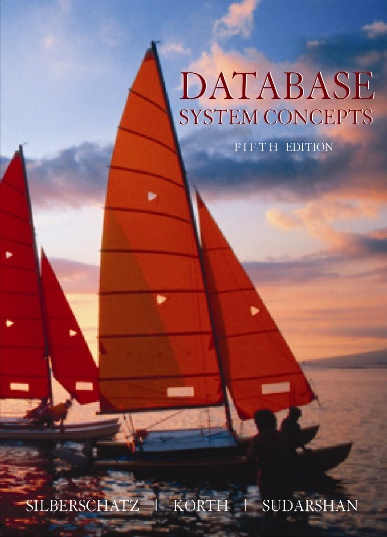 DATABASE
SYSTEM CONCEPTS
FIFTH EDITION
SILBERSCHATZ | KORTH | SUDARSHAN